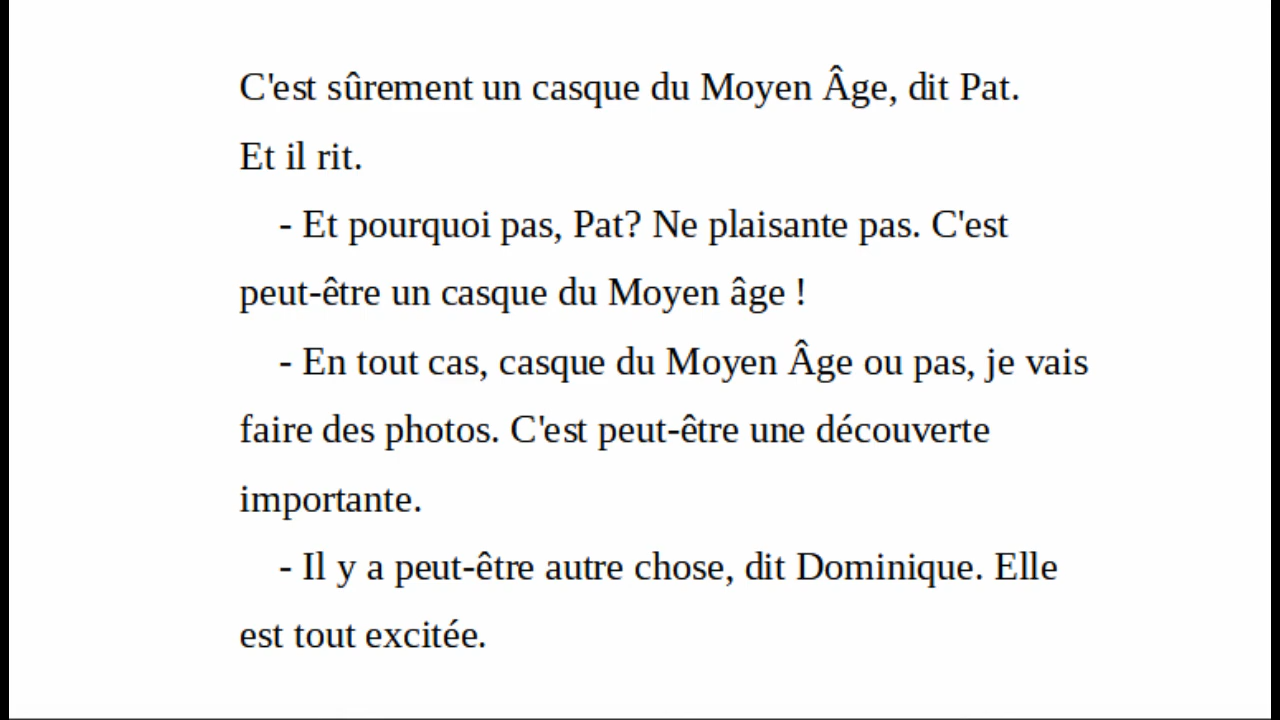 C'est sûrement un casque du Moyen Âge, dit Pat.
Et il rit.
- Et pourquoi pas, Pat? Ne plaisante pas. C'est
peut-être un casque du Moyen âge !
- En tout cas, casque du Moyen Âge ou pas, je vais
faire des photos. C'est peut-être une découverte
importante.
- Il y a peut-être autre chose, dit Dominique. Elle
est tout excitée.